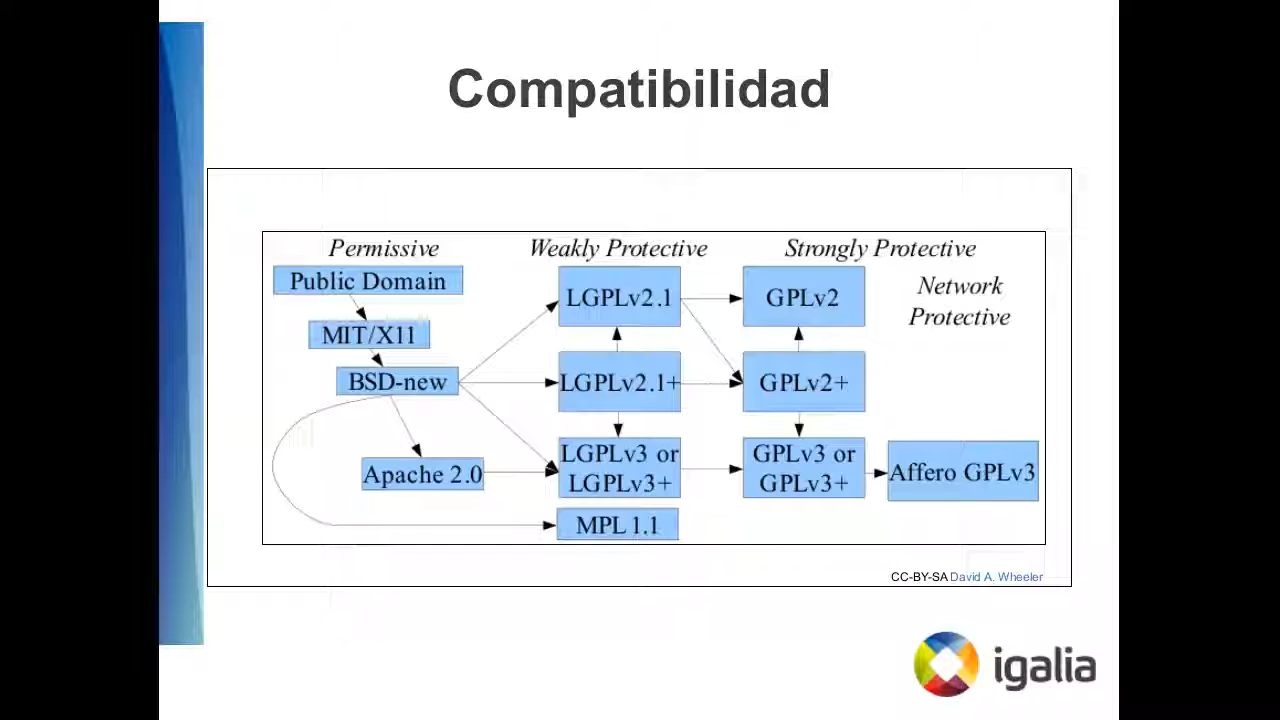 Compatibilidad
Permissive
Weakly Protective
Strongly Protective
Public Domain
LGPLv2.1
GPLv2
Network
Protective
MIT/X11
BSD-new
LGPLv2.1+
GPLv2+
Apache 2.0
LGPLv3 or
LGPLv3+
GPLv3 or
GPLv3+
Affero GPLv3
MPL 1.1
CC-BY-SA David A. Wheeler
igalia